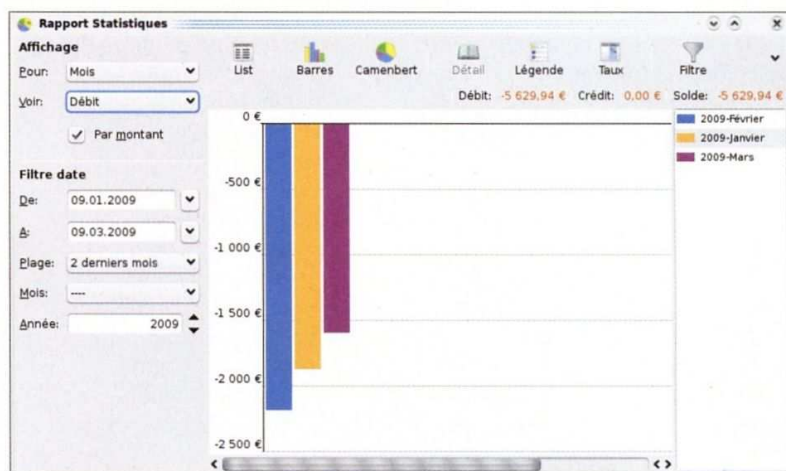 Rapport Statistiques
Affichage
Pour: Mois
Voir: Débit
Par montant
Filtre date
De: 09.01.2009
A: 09.03.2009
Plage: 2 derniers mois
Mois: ----
Année: 2009
List Barres Camenbert Détail Légende Taux Filtre
Débit: -5 629,94 € Crédit: 0,00 € Solde: -5 629,94 €
0 €
-500 €
-1 000 €
-1 500 €
-2 000 €
-2 500 €
2009-Février
2009-Janvier
2009-Mars